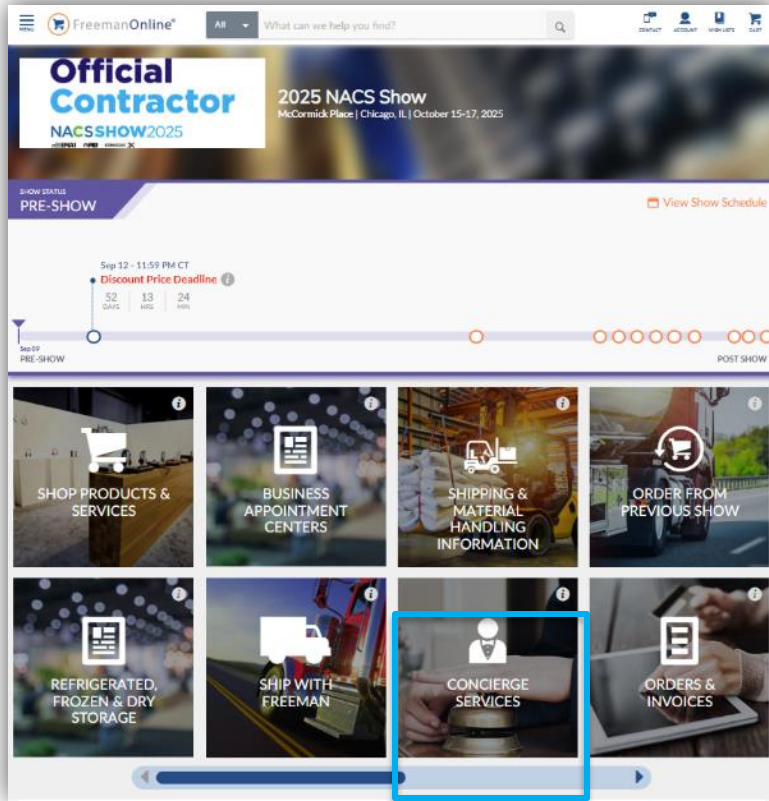 MENU
FreemanOnline®
All
What can we help you find?
CONTACT
ACCOUNT
WISH LISTS
CART
Official
Contractor
NACSSHOW2025
2025 NACS Show
McCormick Place | Chicago, IL | October 15-17, 2025
SHOW STATUS
PRE-SHOW
View Show Schedule
Sep 12 - 11:59 PM CT
Discount Price Deadline
52 13 24
DAYS HRS MIN
Sep 09
PRE-SHOW
POST SHOW
SHOP PRODUCTS &
SERVICES
BUSINESS
APPOINTMENT
CENTERS
SHIPPING &
MATERIAL
HANDLING
INFORMATION
ORDER FROM
PREVIOUS SHOW
REFRIGERATED,
FROZEN & DRY
STORAGE
SHIP WITH
FREEMAN
CONCIERGE
SERVICES
ORDERS &
INVOICES